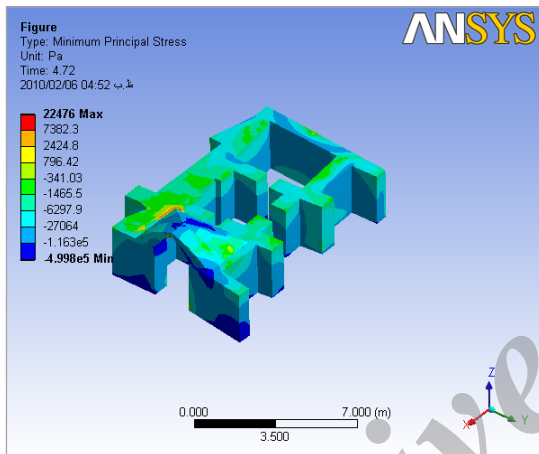 Figure
Type: Minimum Principal Stress
Unit: Pa
Time: 4.72
2010/02/06 04:52 ب.ظ
ANSYS
22476 Max
7382.3
2424.8
796.42
-341.03
-1465.5
-6297.9
-27064
-1.163e5
-4.998e5 Min
0.000
7.000 (m)
3.500
Z
X
Y
ive